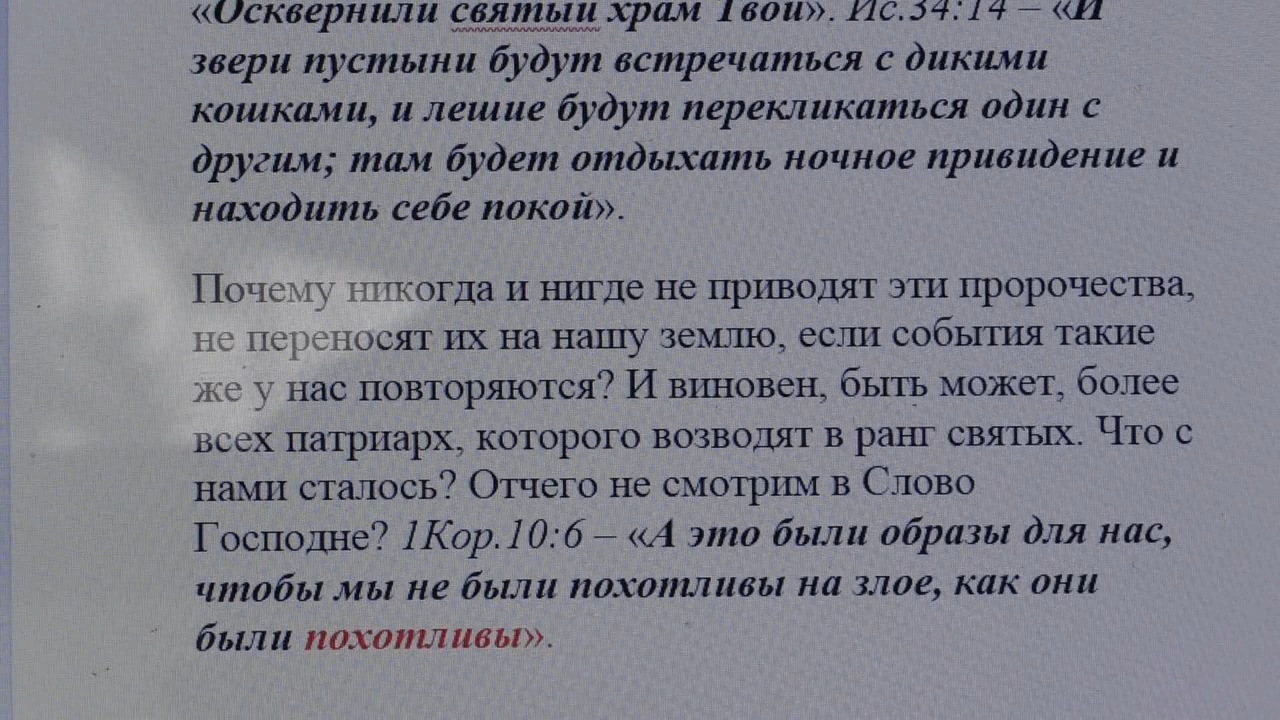 «Осквернили святый храм Твой». Ис.34:14 – «И
звери пустыни будут встречаться с дикими
кошками, и лешие будут перекликаться один с
другим; там будет отдыхать ночное привидение и
находить себе покой».
Почему никогда и нигде не приводят эти пророчества,
не переносят их на нашу землю, если события такие
же у нас повторяются? И виновен, быть может, более
всех патриарх, которого возводят в ранг святых. Что с
нами сталось? Отчего не смотрим в Слово
Господне? 1Кор.10:6 – «А это были образы для нас,
чтобы мы не были похотливы на злое, как они
были похотливы».